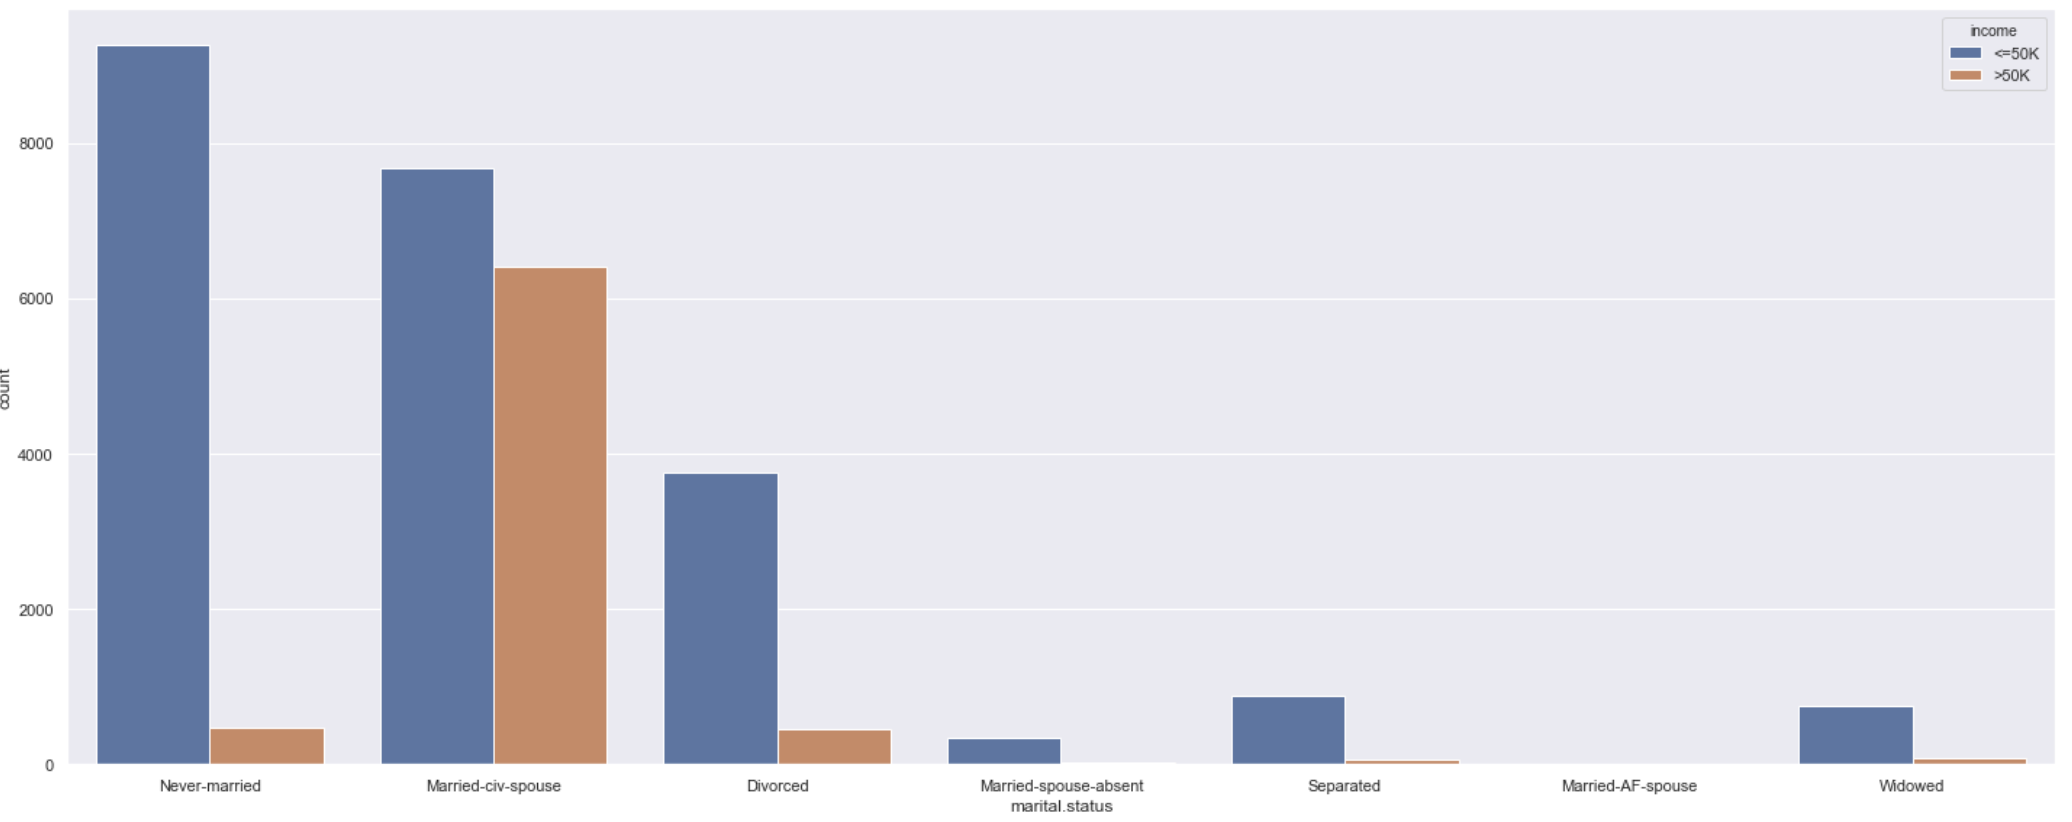 income
<=50K
>50K
8000
6000
4000
2000
0
count
Never-married
Married-civ-spouse
Divorced
Married-spouse-absent
Separated
Married-AF-spouse
Widowed
marital.status